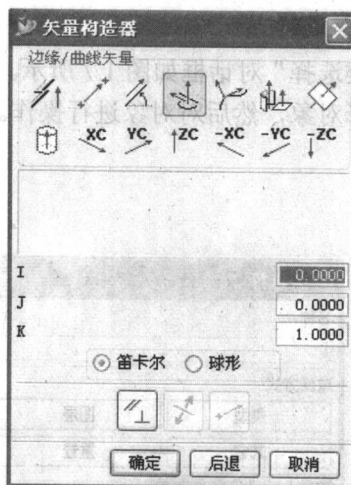 矢量构造器
边缘/曲线矢量
XC YC ZC -XC -YC -ZC
I 0.0000
J 0.0000
K 1.0000
笛卡尔 球形
确定 后退 取消